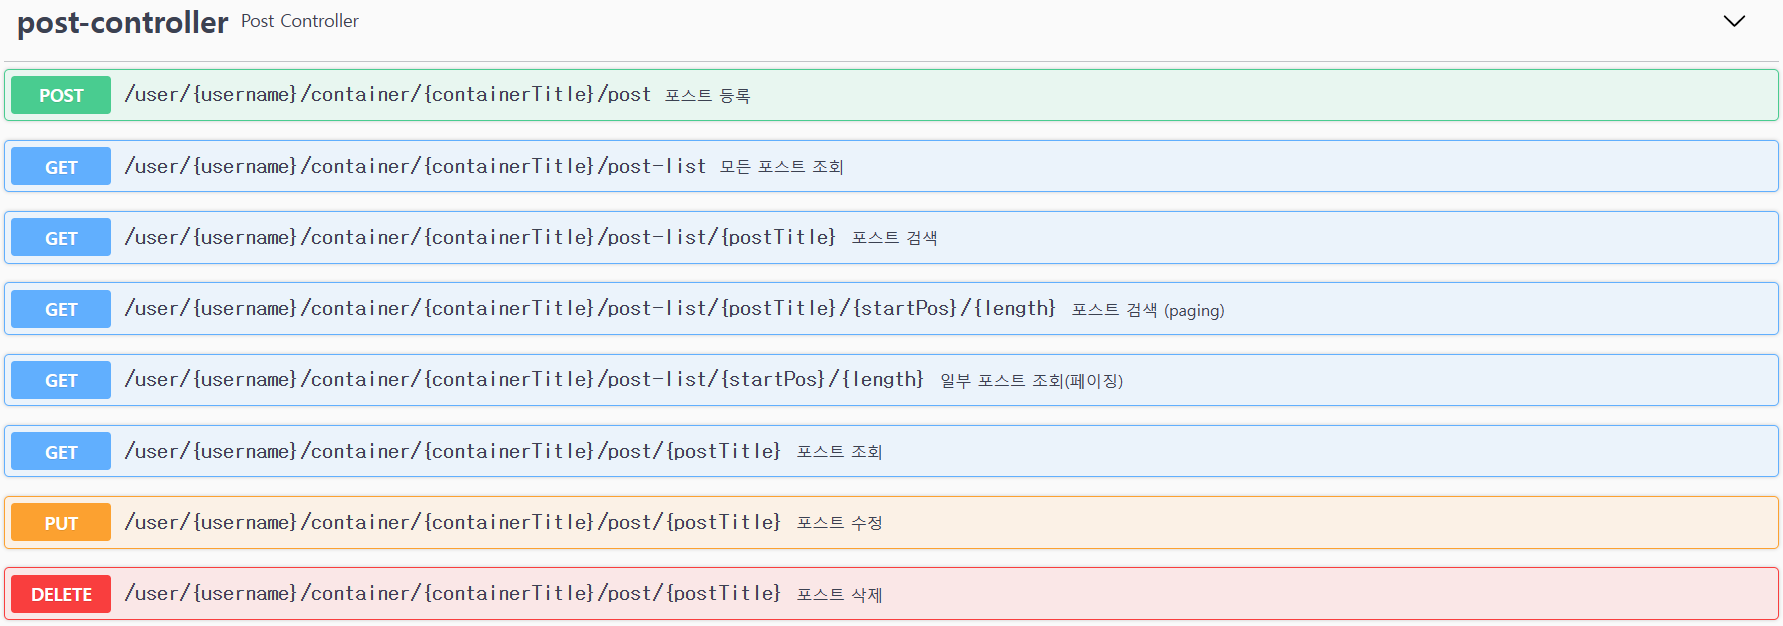 post-controller Post Controller
POST /user/{username}/container/{containerTitle}/post 포스트 등록
GET /user/{username}/container/{containerTitle}/post-list 모든 포스트 조회
GET /user/{username}/container/{containerTitle}/post-list/{postTitle} 포스트 검색
GET /user/{username}/container/{containerTitle}/post-list/{postTitle}/{startPos}/{length} 포스트 검색 (paging)
GET /user/{username}/container/{containerTitle}/post-list/{startPos}/{length} 일부 포스트 조회(페이징)
GET /user/{username}/container/{containerTitle}/post/{postTitle} 포스트 조회
PUT /user/{username}/container/{containerTitle}/post/{postTitle} 포스트 수정
DELETE /user/{username}/container/{containerTitle}/post/{postTitle} 포스트 삭제